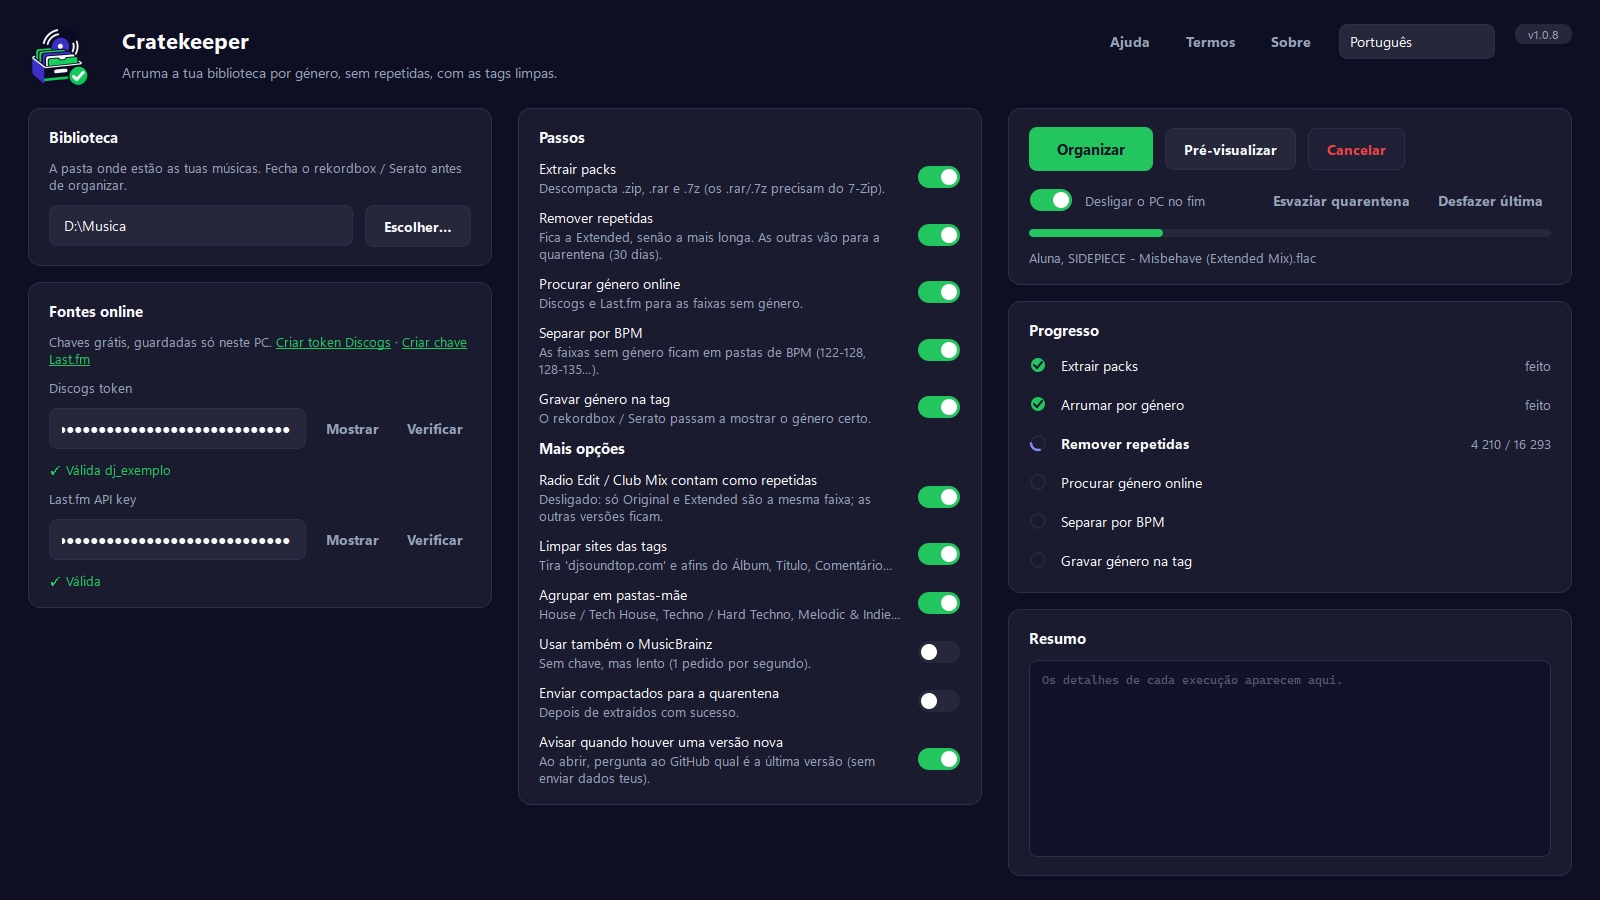 Cratekeeper
Arruma a tua biblioteca por género, sem repetidas, com as tags limpas.
Ajuda
Termos
Sobre
Português
v1.0.8
Biblioteca
A pasta onde estão as tuas músicas. Fecha o rekordbox / Serato antes
de organizar.
D:\Musica
Escolher...
Fontes online
Chaves grátis, guardadas só neste PC. Criar token Discogs · Criar chave
Last.fm
Discogs token
Mostrar
Verificar
✓ Válida dj_exemplo
Last.fm API key
Mostrar
Verificar
✓ Válida
Passos
Extrair packs
Descompacta .zip, .rar e .7z (os .rar/.7z precisam do 7-Zip).
Remover repetidas
Fica a Extended, senão a mais longa. As outras vão para a
quarentena (30 dias).
Procurar género online
Discogs e Last.fm para as faixas sem género.
Separar por BPM
As faixas sem género ficam em pastas de BPM (122-128,
128-135...).
Gravar género na tag
O rekordbox / Serato passam a mostrar o género certo.
Mais opções
Radio Edit / Club Mix contam como repetidas
Desligado: só Original e Extended são a mesma faixa; as
outras versões ficam.
Limpar sites das tags
Tira 'djsoundtop.com' e afins do Álbum, Título, Comentário...
Agrupar em pastas-mãe
House / Tech House, Techno / Hard Techno, Melodic & Indie...
Usar também o MusicBrainz
Sem chave, mas lento (1 pedido por segundo).
Enviar compactados para a quarentena
Depois de extraídos com sucesso.
Avisar quando houver uma versão nova
Ao abrir, pergunta ao GitHub qual é a última versão (sem
enviar dados teus).
Organizar
Pré-visualizar
Cancelar
Desligar o PC no fim
Esvaziar quarentena
Desfazer última
Aluna, SIDEPIECE - Misbehave (Extended Mix).flac
Progresso
Extrair packs
feito
Arrumar por género
feito
Remover repetidas
4 210 / 16 293
Procurar género online
Separar por BPM
Gravar género na tag
Resumo
Os detalhes de cada execução aparecem aqui.